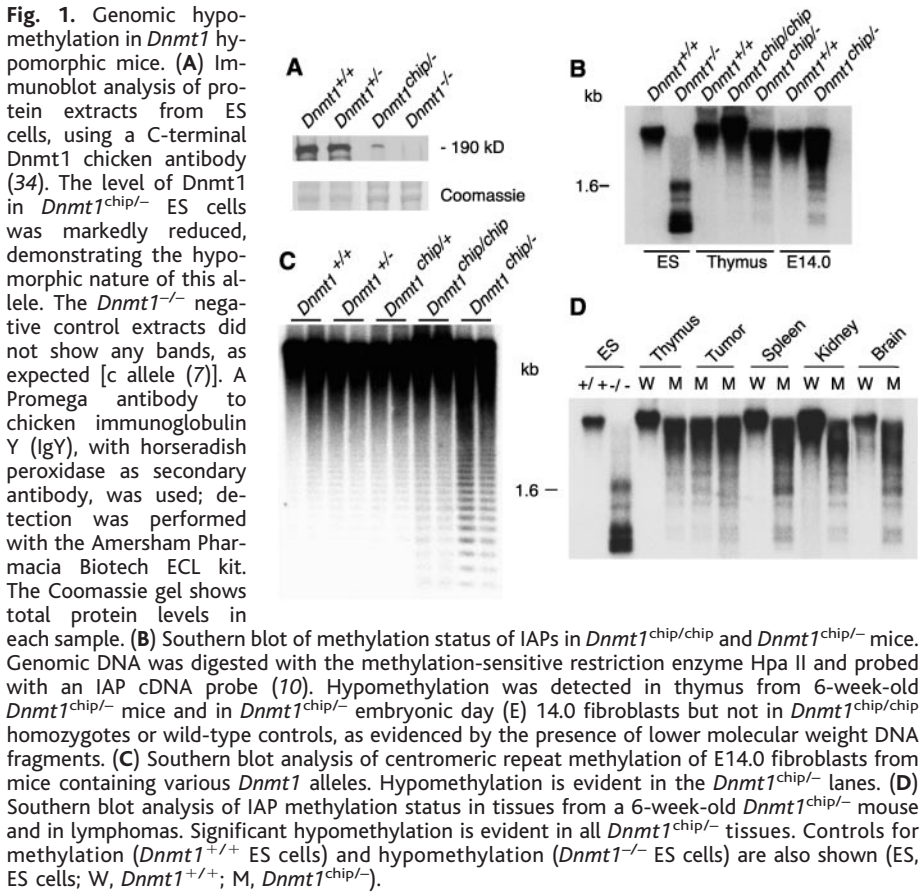 Fig. 1. Genomic hypo-
methylation in Dnmt1 hy-
pomorphic mice. (A) Im-
munoblot analysis of pro-
tein extracts from ES
cells, using a C-terminal
Dnmt1 chicken antibody
(34). The level of Dnmt1
in Dnmt1chip/– ES cells
was markedly reduced,
demonstrating the hypo-
morphic nature of this al-
lele. The Dnmt1–/– nega-
tive control extracts did
not show any bands, as
expected [c allele (7)]. A
Promega antibody to
chicken immunoglobulin
Y (IgY), with horseradish
peroxidase as secondary
antibody, was used; de-
tection was performed
with the Amersham Phar-
macia Biotech ECL kit.
The Coomassie gel shows
total protein levels in
each sample. (B) Southern blot of methylation status of IAPs in Dnmt1chip/chip and Dnmt1chip/– mice.
Genomic DNA was digested with the methylation-sensitive restriction enzyme Hpa II and probed
with an IAP cDNA probe (10). Hypomethylation was detected in thymus from 6-week-old
Dnmt1chip/– mice and in Dnmt1chip/– embryonic day (E) 14.0 fibroblasts but not in Dnmt1chip/chip
homozygotes or wild-type controls, as evidenced by the presence of lower molecular weight DNA
fragments. (C) Southern blot analysis of centromeric repeat methylation of E14.0 fibroblasts from
mice containing various Dnmt1 alleles. Hypomethylation is evident in the Dnmt1chip/– lanes. (D)
Southern blot analysis of IAP methylation status in tissues from a 6-week-old Dnmt1chip/– mouse
and in lymphomas. Significant hypomethylation is evident in all Dnmt1chip/– tissues. Controls for
methylation (Dnmt1+/+ ES cells) and hypomethylation (Dnmt1–/– ES cells) are also shown (ES,
ES cells; W, Dnmt1+/+; M, Dnmt1chip/–).
A
Dnmt1+/+
Dnmt1+/-
Dnmt1chip/-
Dnmt1-/-
- 190 kD
Coomassie
B
kb
Dnmt1+/+
Dnmt1-/-
Dnmt1+/+
Dnmt1chip/chip
Dnmt1chip/-
Dnmt1+/+
Dnmt1chip/-
1.6–
ES Thymus E14.0
C
Dnmt1+/+
Dnmt1+/-
Dnmt1chip/+
Dnmt1chip/chip
Dnmt1chip/-
D
kb
ES Thymus Tumor Spleen Kidney Brain
+/+ -/- W M M M W M W M W M
1.6 –